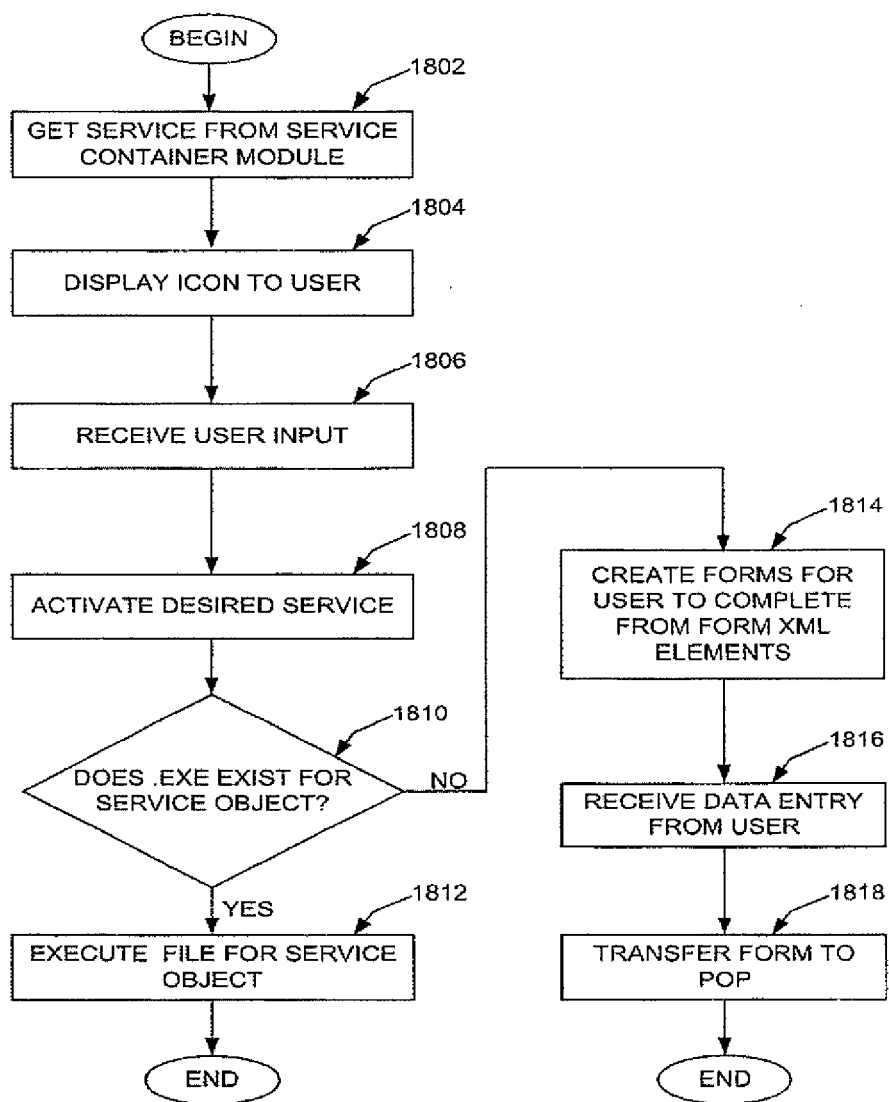 BEGIN
1802
GET SERVICE FROM SERVICE
CONTAINER MODULE
1804
DISPLAY ICON TO USER
1806
RECEIVE USER INPUT
1808
ACTIVATE DESIRED SERVICE
1810
DOES .EXE EXIST FOR
SERVICE OBJECT?
NO
YES
1812
EXECUTE FILE FOR SERVICE
OBJECT
END
1814
CREATE FORMS FOR
USER TO COMPLETE
FROM FORM XML
ELEMENTS
1816
RECEIVE DATA ENTRY
FROM USER
1818
TRANSFER FORM TO
POP
END